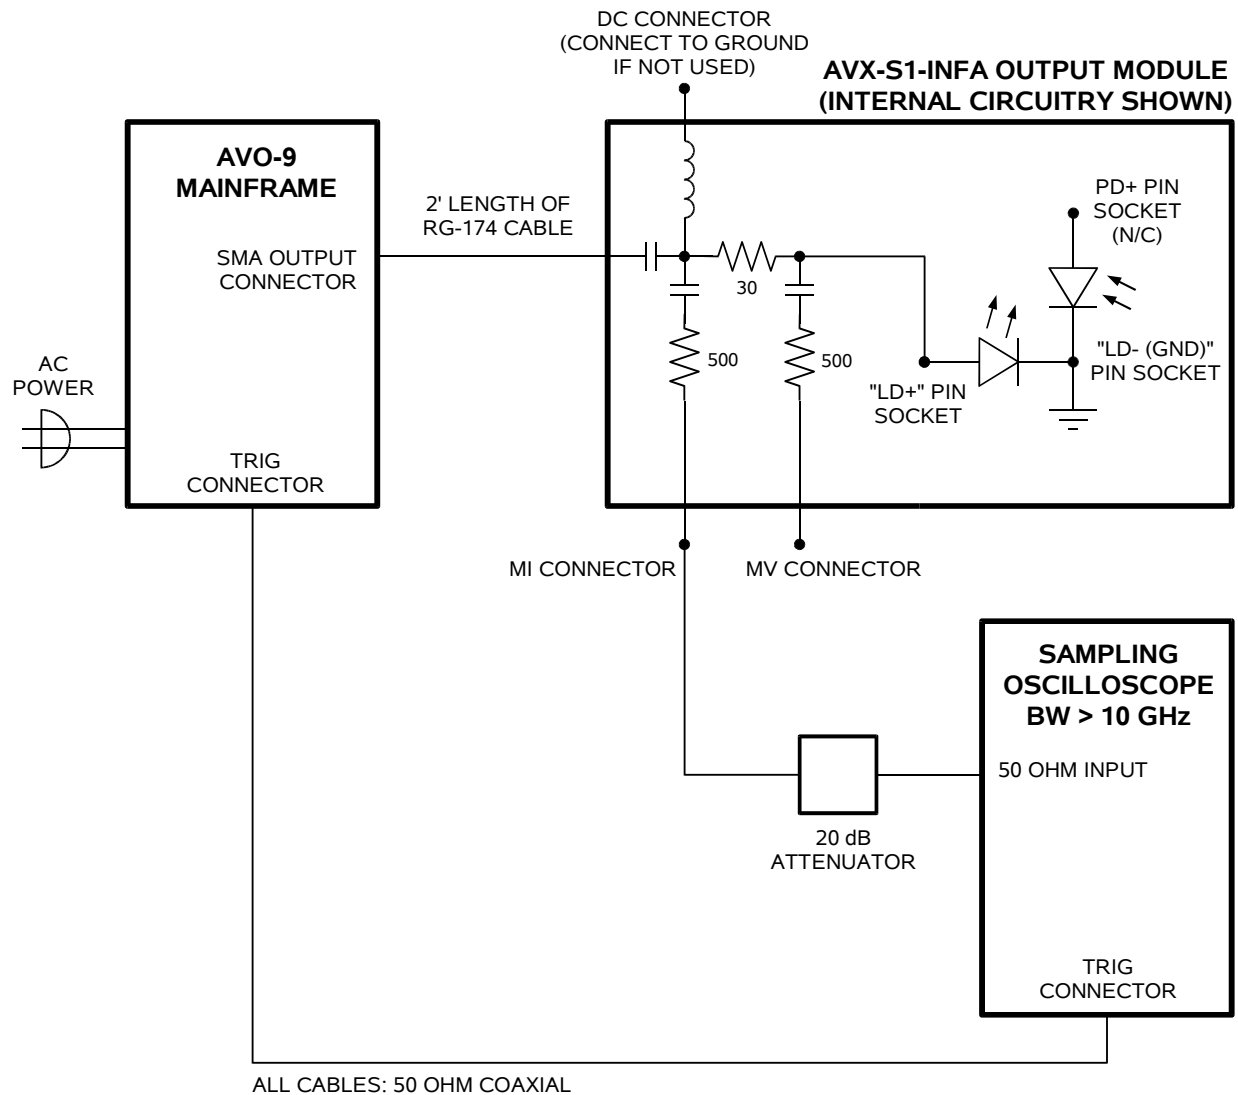 DC CONNECTOR
(CONNECT TO GROUND
IF NOT USED)
AVX-S1-INFA OUTPUT MODULE
(INTERNAL CIRCUITRY SHOWN)
AVO-9
MAINFRAME
SMA OUTPUT
CONNECTOR
2' LENGTH OF
RG-174 CABLE
30
500
500
PD+ PIN
SOCKET
(N/C)
"LD- (GND)"
PIN SOCKET
"LD+" PIN
SOCKET
AC
POWER
TRIG
CONNECTOR
MI CONNECTOR
MV CONNECTOR
SAMPLING
OSCILLOSCOPE
BW > 10 GHz
50 OHM INPUT
20 dB
ATTENUATOR
TRIG
CONNECTOR
ALL CABLES: 50 OHM COAXIAL